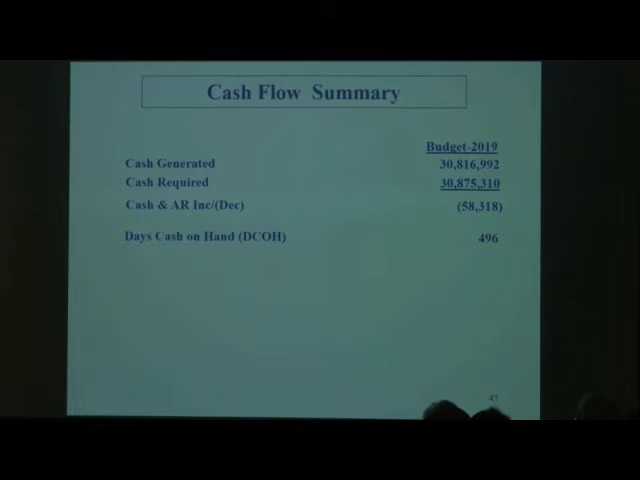 Cash Flow Summary
Budget-2019
Cash Generated 30,816,992
Cash Required 30,875,310
Cash & AR Inc/(Dec) (58,318)
Days Cash on Hand (DCOH) 496
47